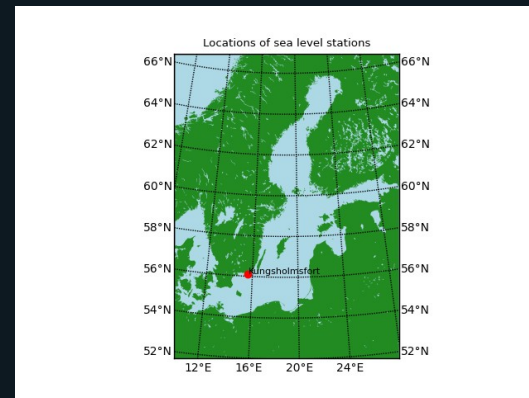 Locations of sea level stations
66°N 66°N
64°N 64°N
62°N 62°N
60°N 60°N
58°N 58°N
56°N Kungsholmsfort 56°N
54°N 54°N
52°N 52°N
12°E 16°E 20°E 24°E